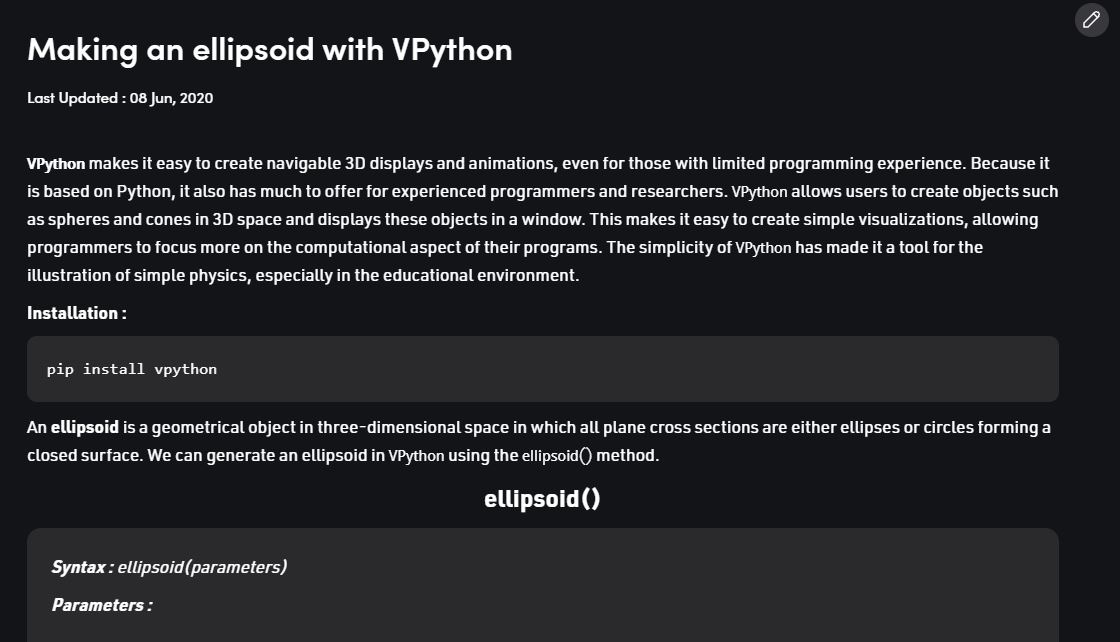 Making an ellipsoid with VPython
Last Updated : 08 Jun, 2020
VPython makes it easy to create navigable 3D displays and animations, even for those with limited programming experience. Because it
is based on Python, it also has much to offer for experienced programmers and researchers. VPython allows users to create objects such
as spheres and cones in 3D space and displays these objects in a window. This makes it easy to create simple visualizations, allowing
programmers to focus more on the computational aspect of their programs. The simplicity of VPython has made it a tool for the
illustration of simple physics, especially in the educational environment.
Installation :
pip install vpython
An ellipsoid is a geometrical object in three-dimensional space in which all plane cross sections are either ellipses or circles forming a
closed surface. We can generate an ellipsoid in VPython using the ellipsoid() method.
ellipsoid()
Syntax : ellipsoid(parameters)
Parameters :